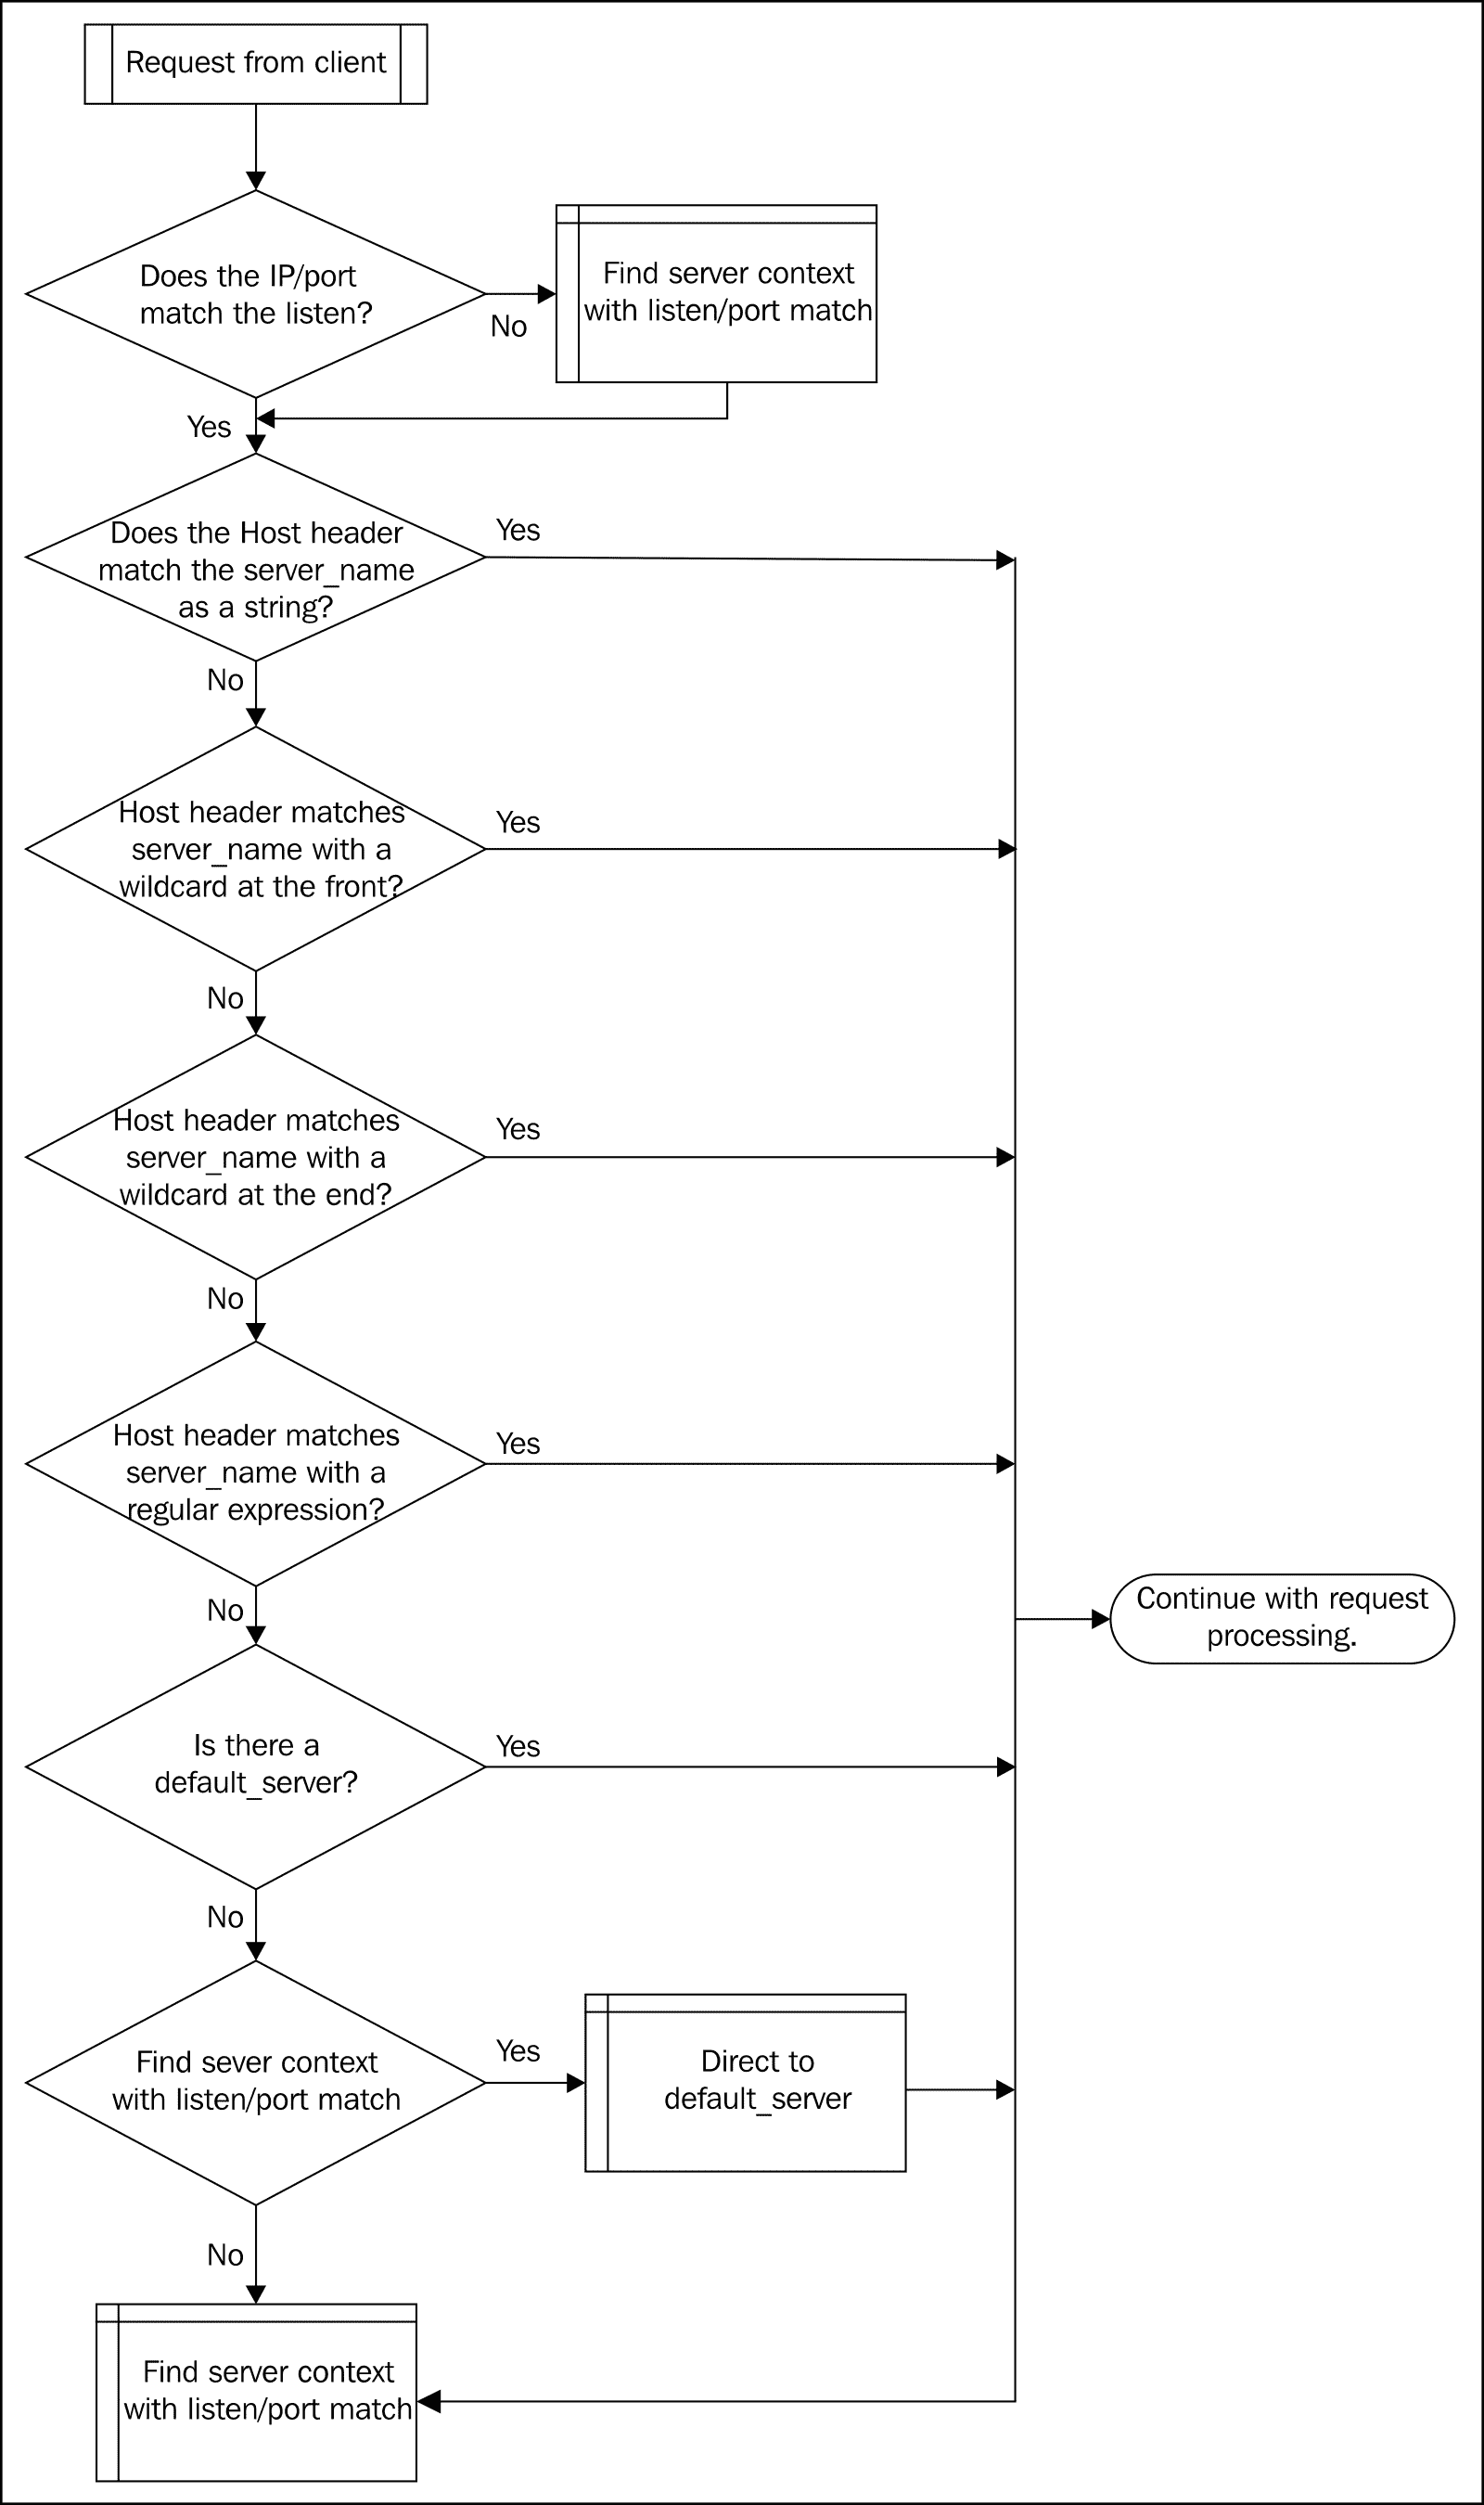 Request from client
Does the IP/port
match the listen?
No
Find server context
with listen/port match
Yes
Does the Host header
match the server_name
as a string?
Yes
No
Host header matches
server_name with a
wildcard at the front?
Yes
No
Host header matches
server_name with a
wildcard at the end?
Yes
No
Host header matches
server_name with a
regular expression?
Yes
Continue with request
processing.
No
Is there a
default_server?
Yes
No
Find sever context
with listen/port match
Yes
Direct to
default_server
No
Find server context
with listen/port match